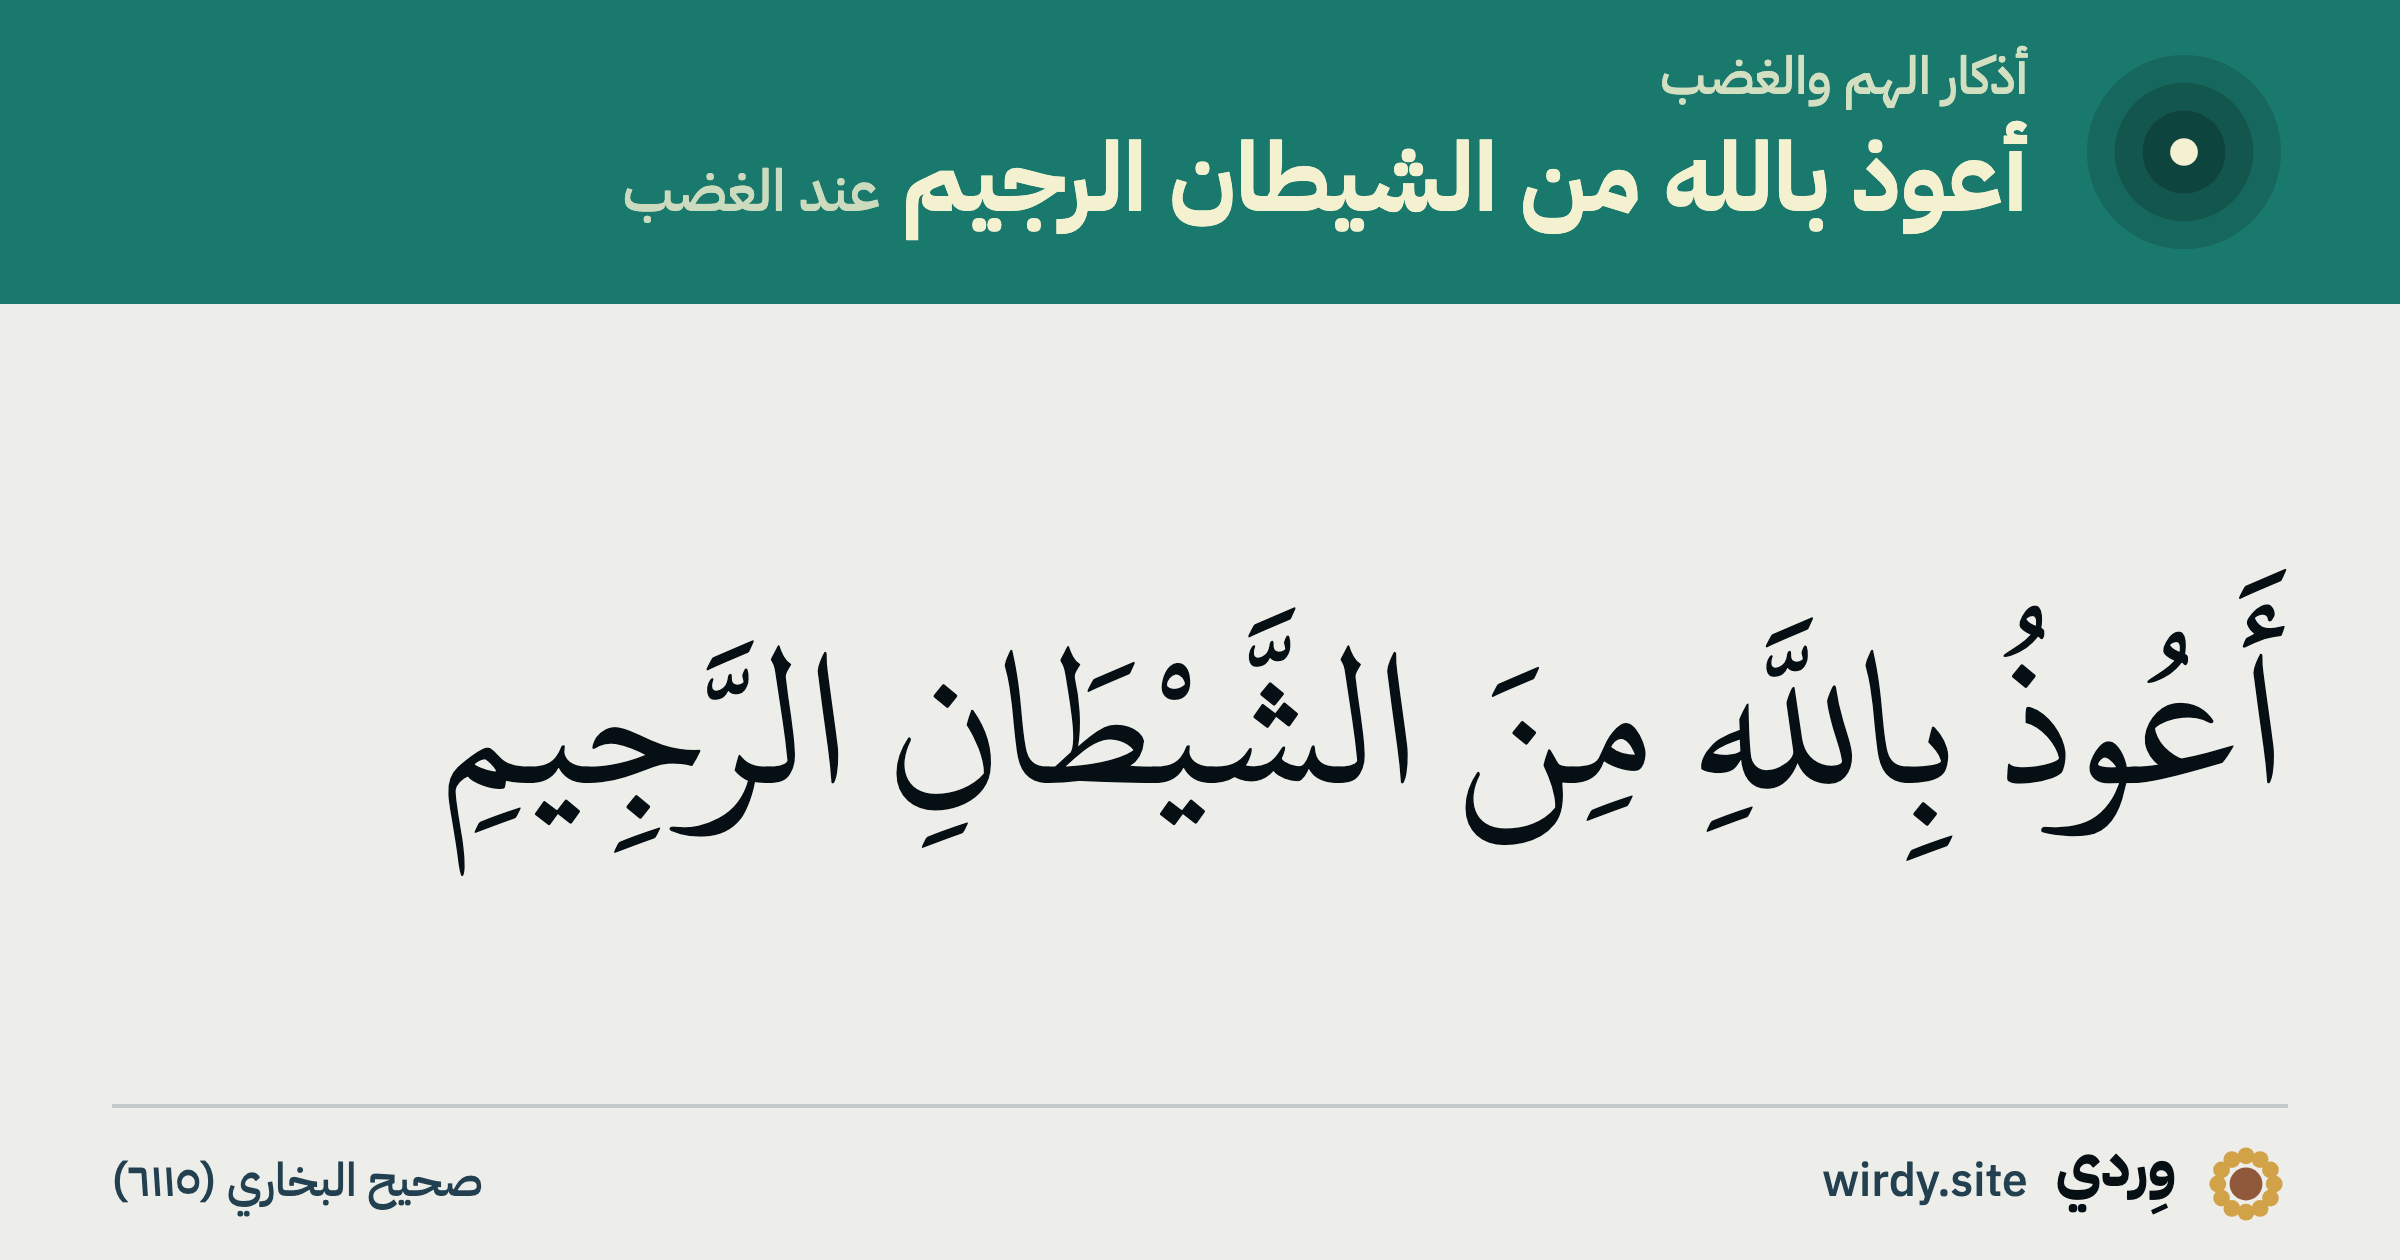 أذكار الهم والغضب
أعوذ بالله من الشيطان الرجيم عند الغضب
أَعُوذُ بِاللَّهِ مِنَ الشَّيْطَانِ الرَّجِيمِ
وِردي wirdy.site
صحيح البخاري (٦١١٥)